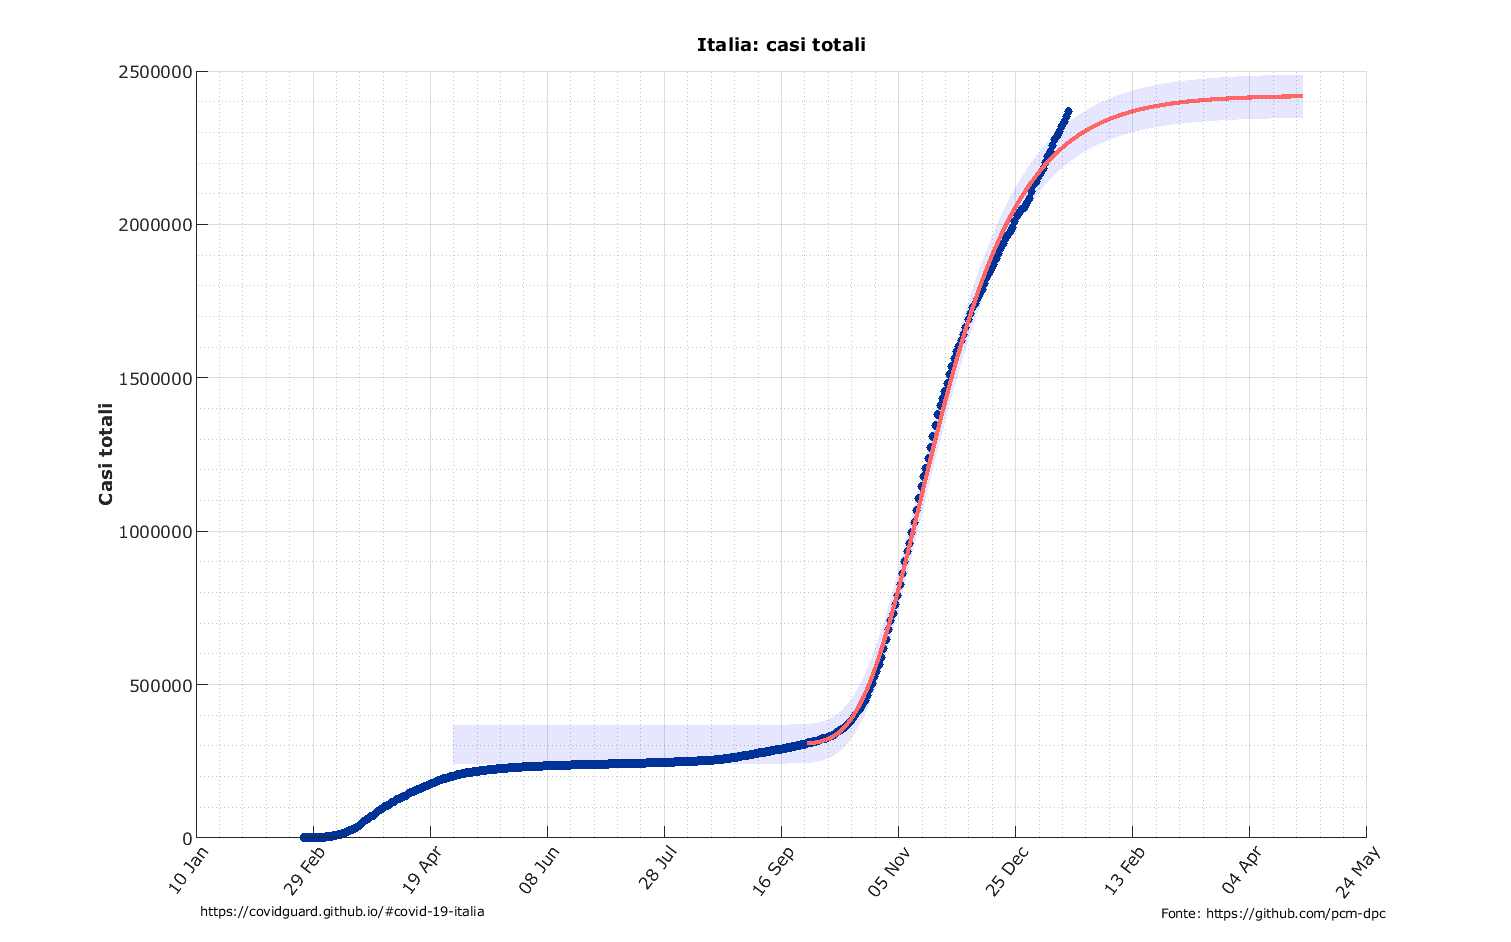 Italia: casi totali
2500000
2000000
1500000
1000000
500000
0
Casi totali
10 Jan
29 Feb
19 Apr
08 Jun
28 Jul
16 Sep
05 Nov
25 Dec
13 Feb
04 Apr
24 May
https://covidguard.github.io/#covid-19-italia
Fonte: https://github.com/pcm-dpc